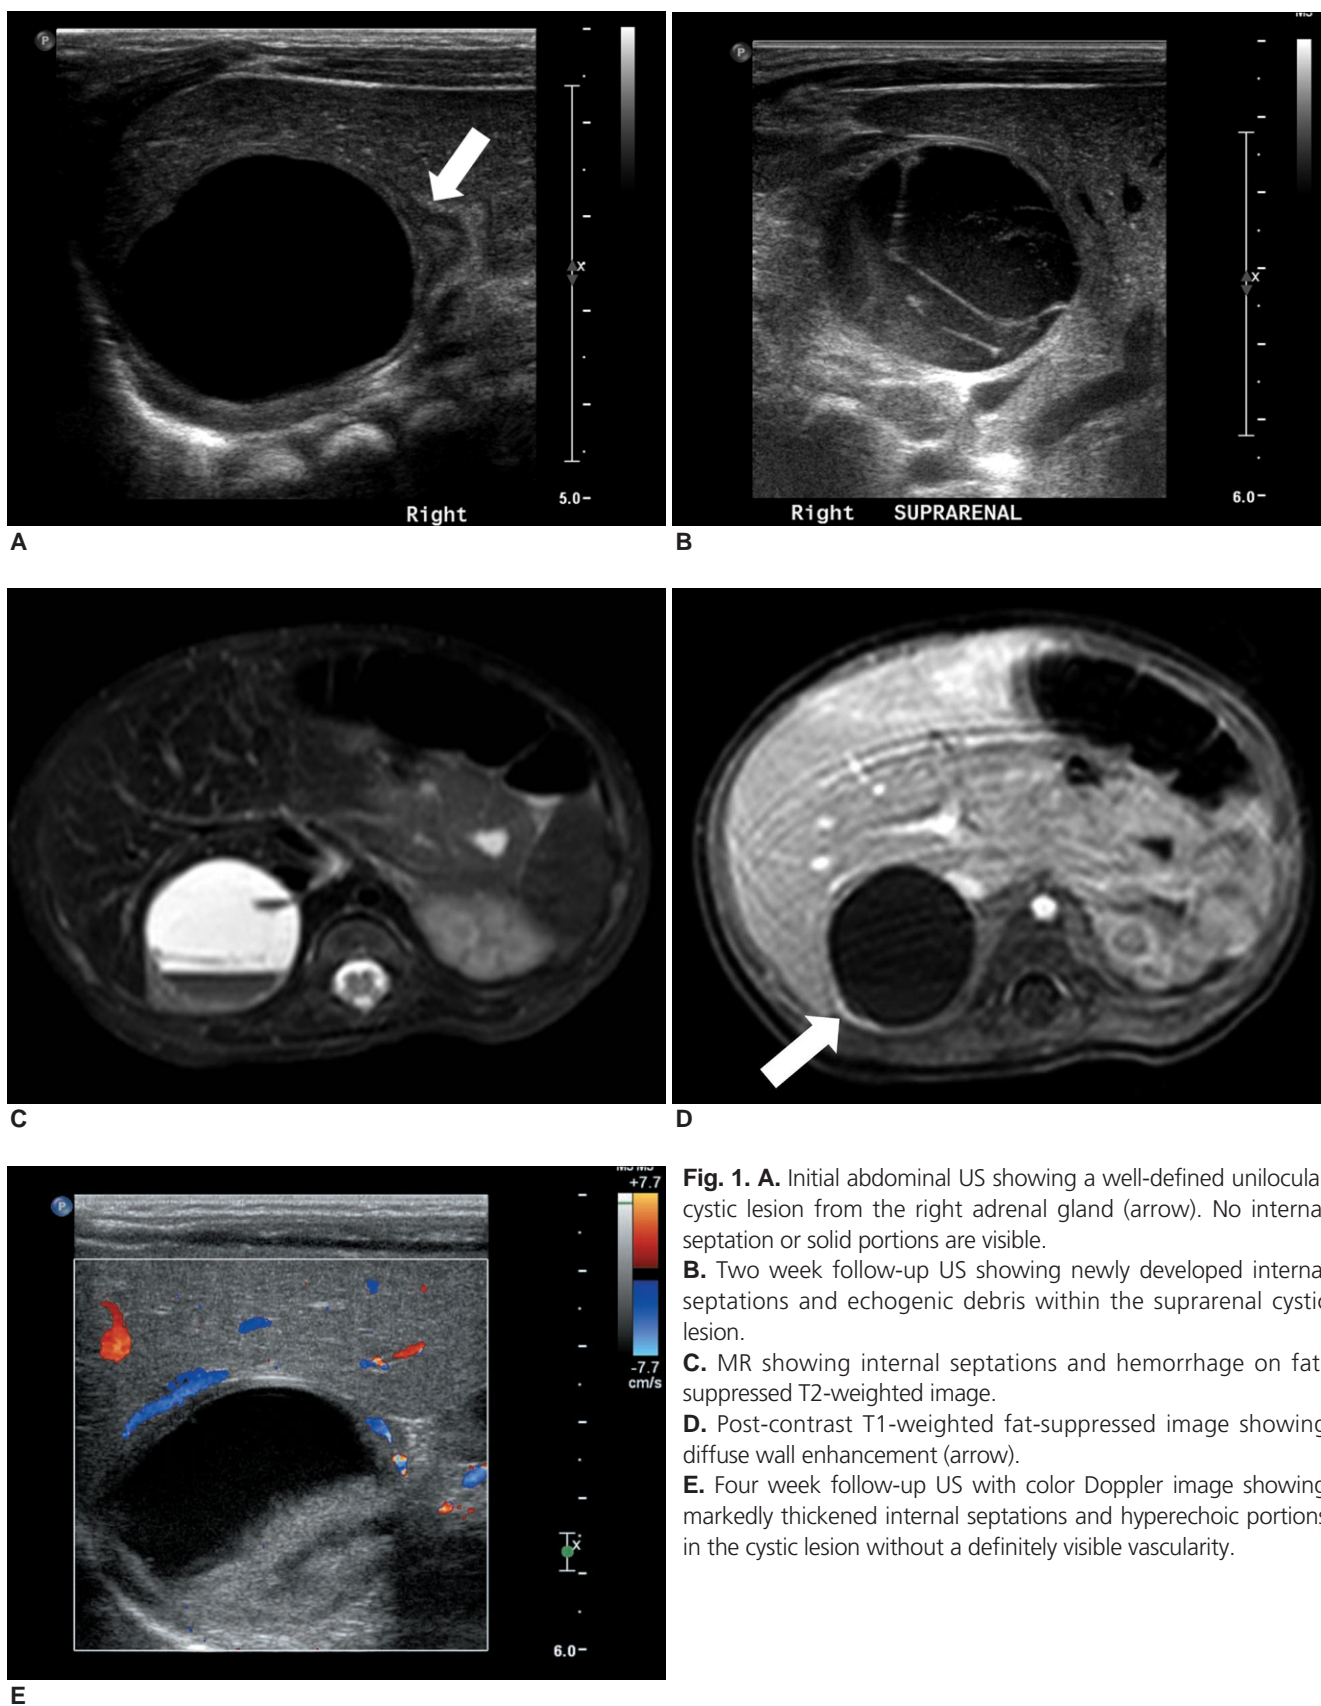 P
x
5.0
Right
A
P
x
6.0
Right SUPRARENAL
B
C
D
P
+7.7
-7.7
cm/s
x
6.0
E
Fig. 1. A. Initial abdominal US showing a well-defined unilocula
cystic lesion from the right adrenal gland (arrow). No interna
septation or solid portions are visible.
B. Two week follow-up US showing newly developed interna
septations and echogenic debris within the suprarenal cystic
lesion.
C. MR showing internal septations and hemorrhage on fat
suppressed T2-weighted image.
D. Post-contrast T1-weighted fat-suppressed image showing
diffuse wall enhancement (arrow).
E. Four week follow-up US with color Doppler image showing
markedly thickened internal septations and hyperechoic portions
in the cystic lesion without a definitely visible vascularity.